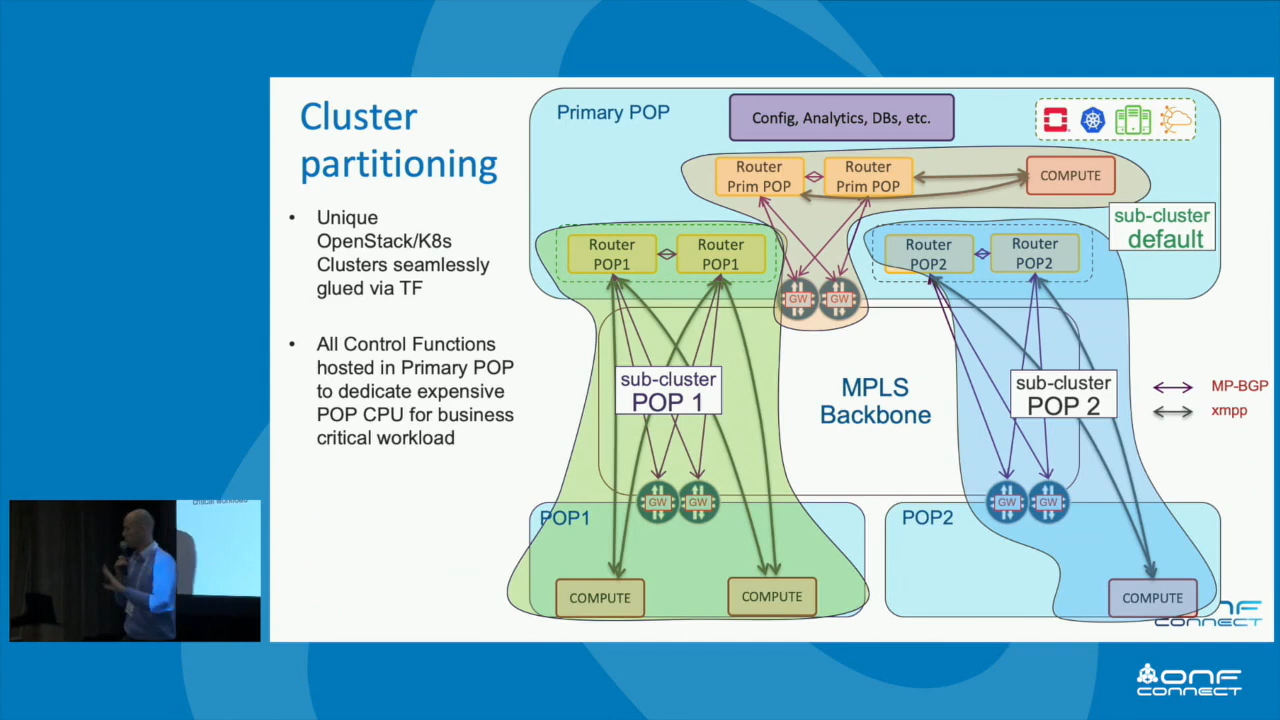 Cluster
partitioning
• Unique
OpenStack/K8s
Clusters seamlessly
glued via TF
• All Control Functions
hosted in Primary POP
to dedicate expensive
POP CPU for business
critical workload
Primary POP
Config, Analytics, DBs, etc.
Router
Prim POP
Router
Prim POP
COMPUTE
sub-cluster
default
Router
POP1
Router
POP1
Router
POP2
Router
POP2
GW
GW
sub-cluster
POP 1
MPLS
Backbone
sub-cluster
POP 2
MP-BGP
xmpp
GW
GW
GW
GW
POP1
POP2
COMPUTE
COMPUTE
COMPUTE
CONNECT
ONF
CONNECT